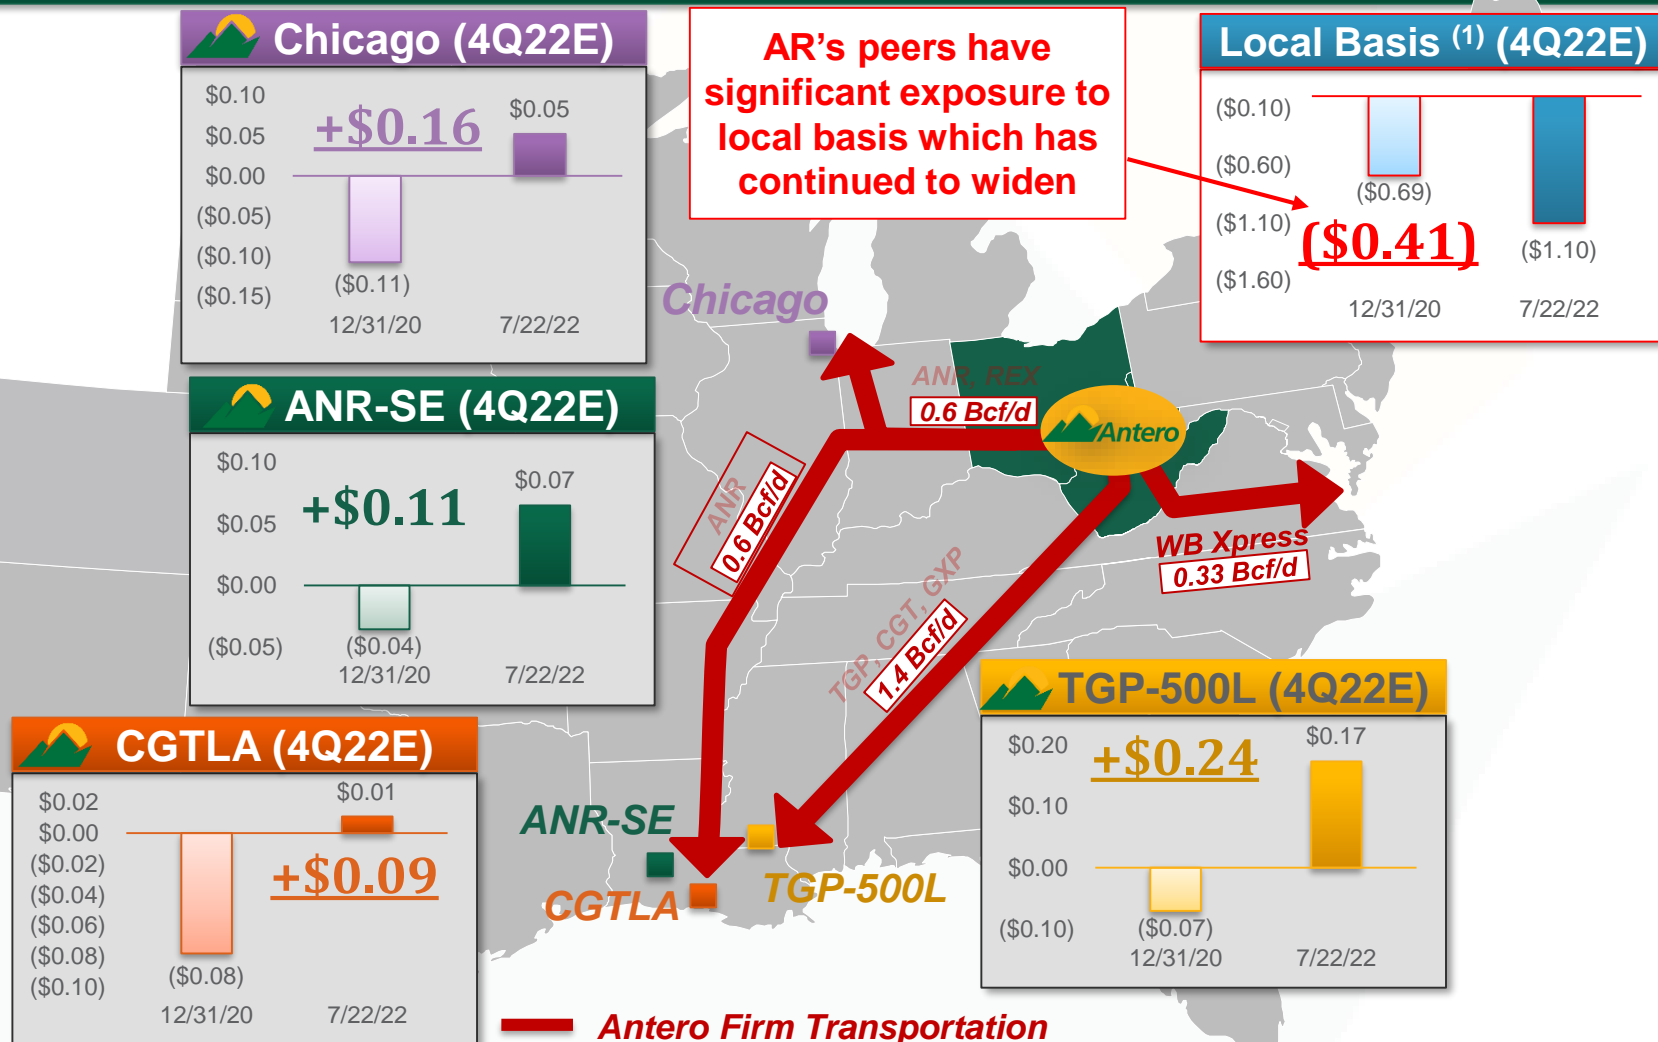 Chicago (4Q22E)
$0.10
$0.05
$0.00
($0.05)
($0.10)
($0.15)
+$0.16
$0.05
($0.11)
12/31/20 7/22/22
AR's peers have
significant exposure to
local basis which has
continued to widen
Local Basis (1) (4Q22E)
($0.10)
($0.60)
($1.10)
($1.60)
($0.69)
($0.41)
($1.10)
12/31/20 7/22/22
ANR-SE (4Q22E)
$0.10
$0.05
$0.00
($0.05)
+$0.11
$0.07
($0.04)
12/31/20 7/22/22
Chicago
ANR, REX
0.6 Bcf/d
Antero
ANR
0.6 Bcf/d
TGP, CGT, GXP
1.4 Bcf/d
WB Xpress
0.33 Bcf/d
CGTLA (4Q22E)
$0.02
$0.00
($0.02)
($0.04)
($0.06)
($0.08)
($0.10)
$0.01
+$0.09
($0.08)
12/31/20 7/22/22
ANR-SE
CGTLA
TGP-500L
TGP-500L (4Q22E)
$0.20
$0.10
$0.00
($0.10)
+$0.24
$0.17
($0.07)
12/31/20 7/22/22
Antero Firm Transportation